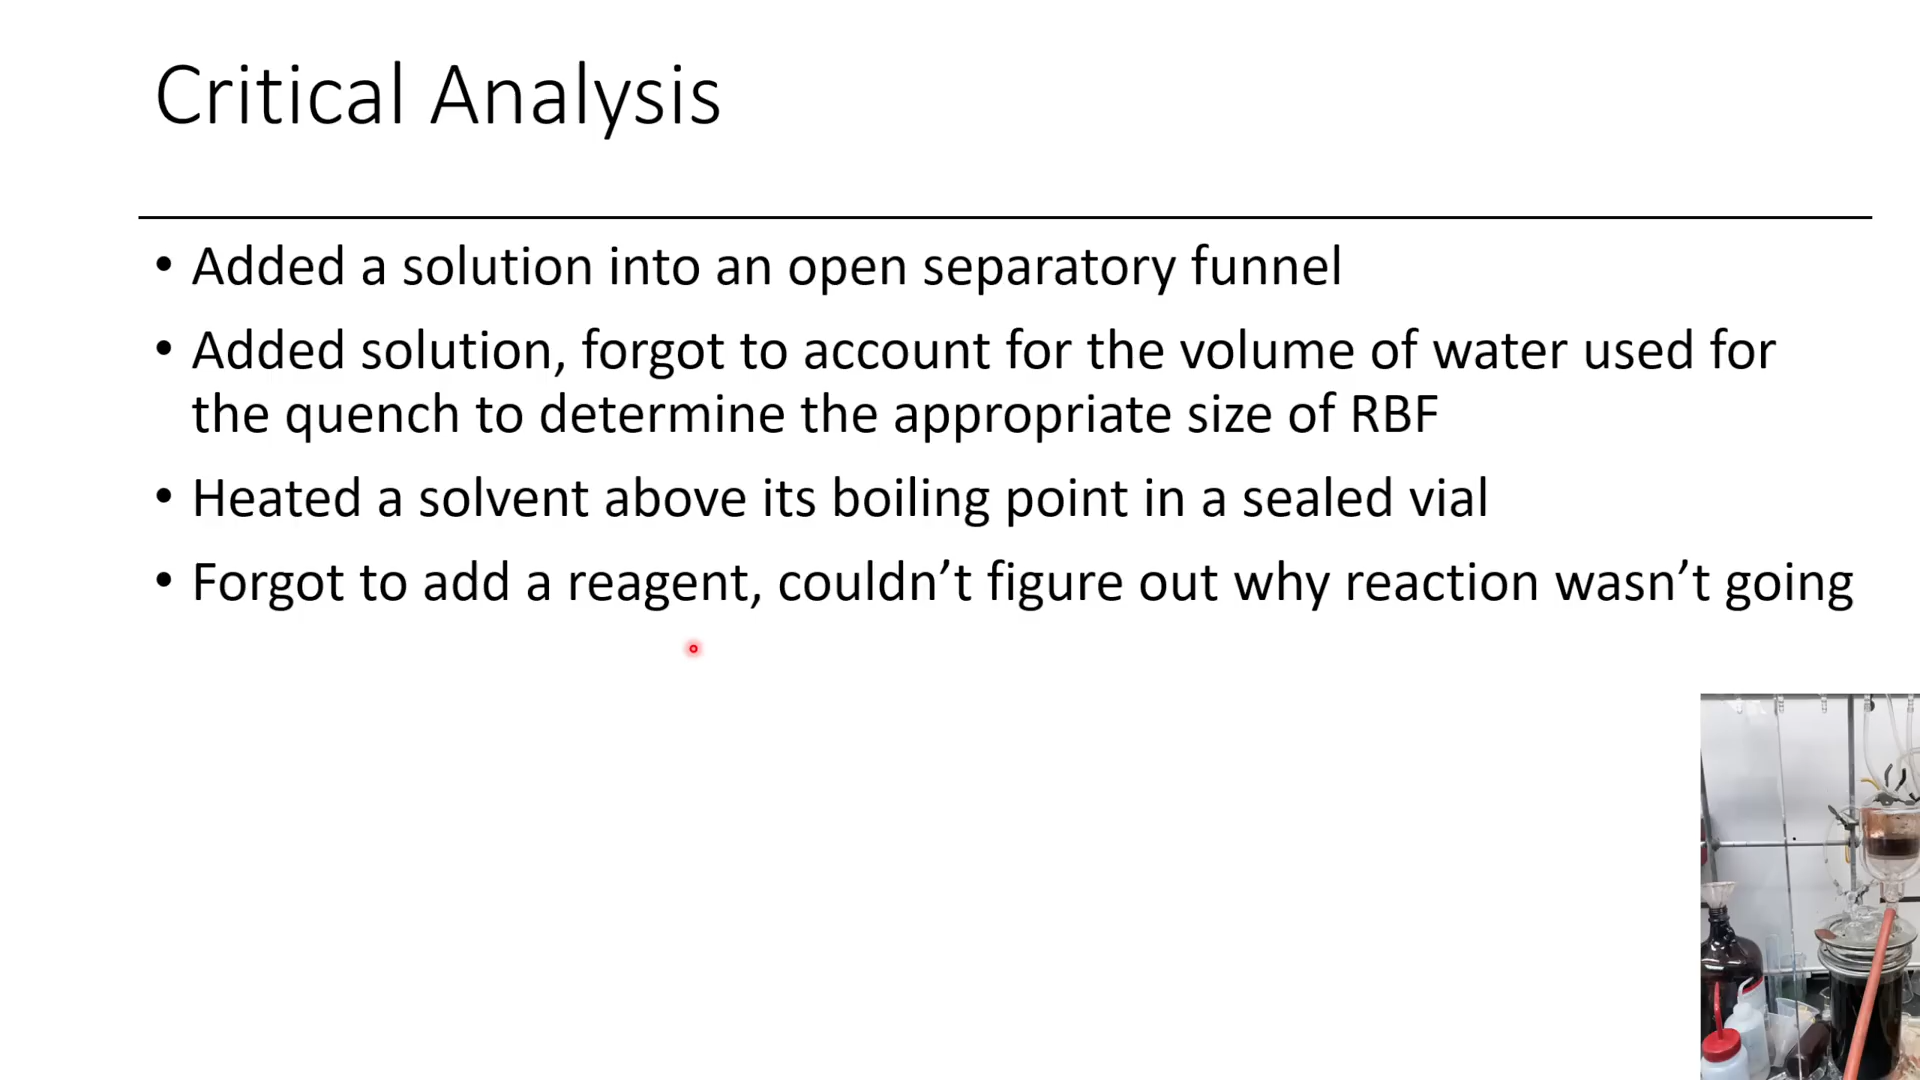 Critical Analysis
• Added a solution into an open separatory funnel
• Added solution, forgot to account for the volume of water used for
the quench to determine the appropriate size of RBF
• Heated a solvent above its boiling point in a sealed vial
• Forgot to add a reagent, couldn’t figure out why reaction wasn’t going